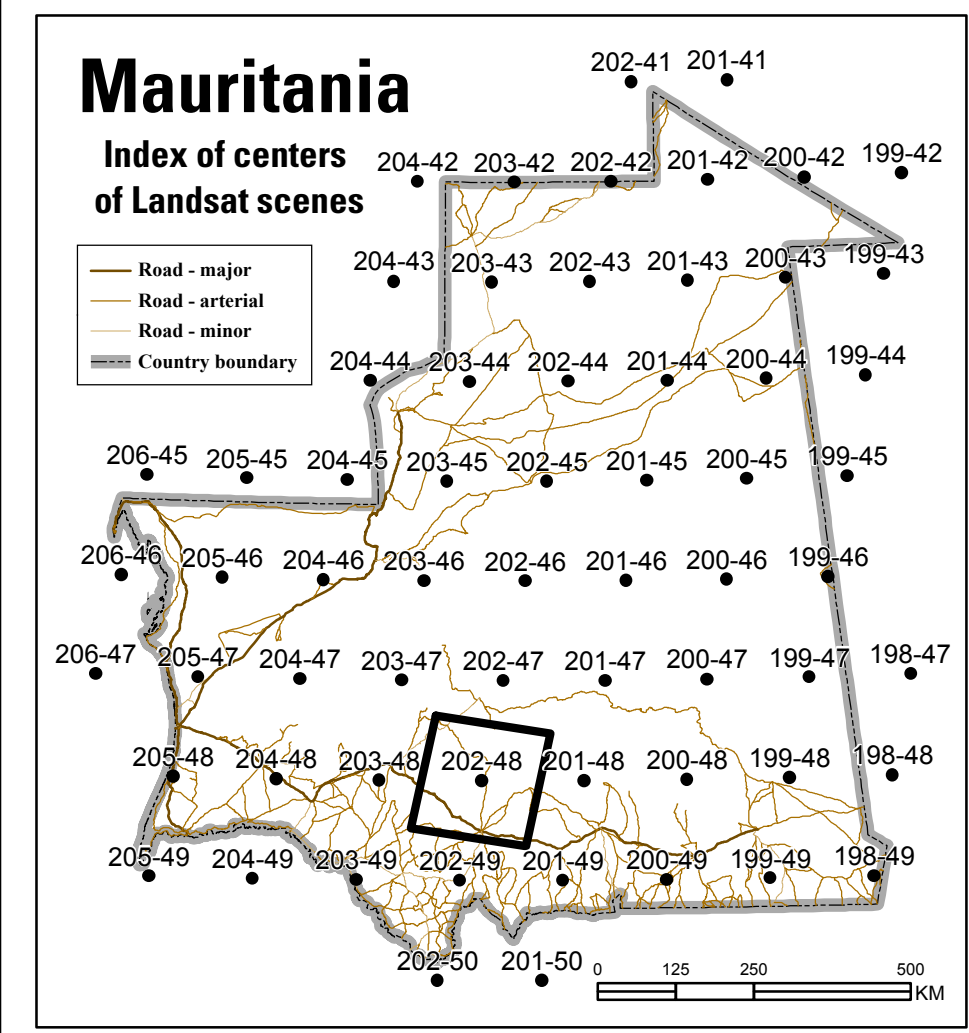 Mauritania
Index of centers
of Landsat scenes
Road - major
Road - arterial
Road - minor
Country boundary
202-41 201-41
204-42 203-42 202-42 201-42 200-42 199-42
204-43 203-43 202-43 201-43 200-43 199-43
204-44 203-44 202-44 201-44 200-44 199-44
206-45 205-45 204-45 203-45 202-45 201-45 200-45 199-45
206-46 205-46 204-46 203-46 202-46 201-46 200-46 199-46
206-47 205-47 204-47 203-47 202-47 201-47 200-47 199-47 198-47
205-48 204-48 203-48 202-48 201-48 200-48 199-48 198-48
205-49 204-49 203-49 202-49 201-49 200-49 199-49 198-49
202-50 201-50
0 125 250 500
KM